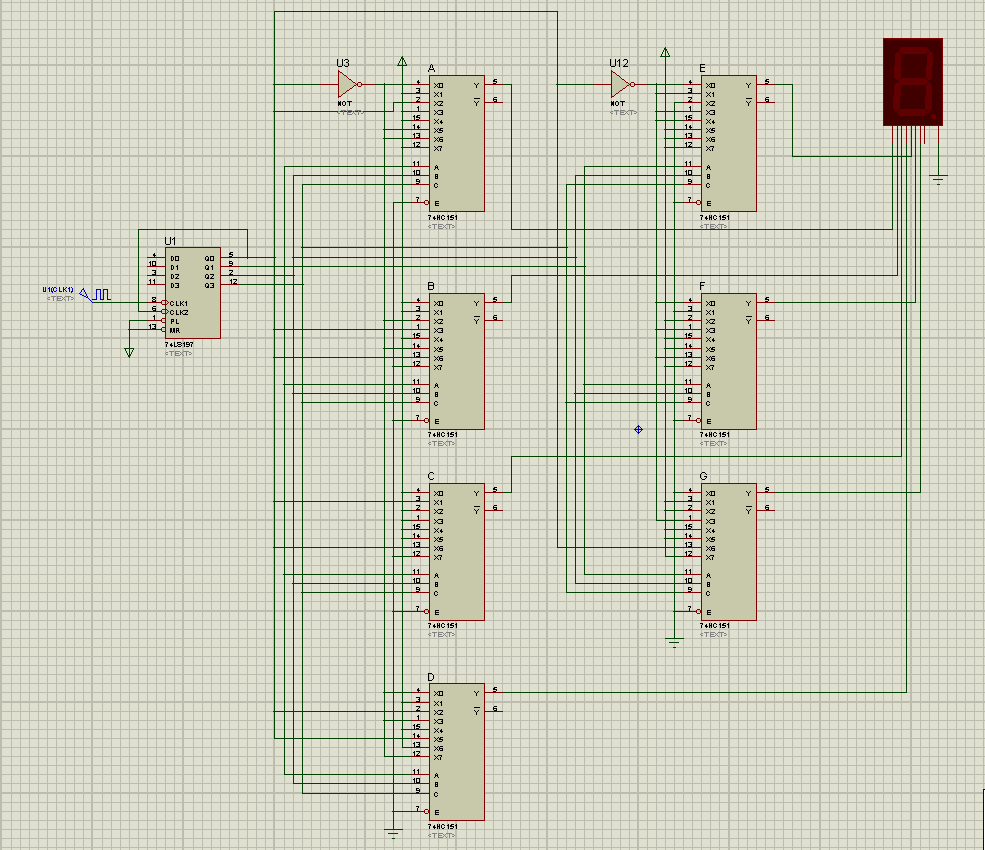 U3
NOT
<TEXT>
U12
NOT
<TEXT>
A
4 X0 Y 5
3 X1
2 X2 Y 6
1 X3
15 X4
14 X5
13 X6
12 X7
11 A
10 B
9 C
7 E
74HC151
<TEXT>
E
4 X0 Y 5
3 X1
2 X2 Y 6
1 X3
15 X4
14 X5
13 X6
12 X7
11 A
10 B
9 C
7 E
74HC151
<TEXT>
U1
4 D0 Q0 5
10 D1 Q1 9
3 D2 Q2 2
11 D3 Q3 12
8 CLK1
6 CLK2
1 PL
13 MR
74LS197
<TEXT>
U1(CLK1)
<TEXT>
B
4 X0 Y 5
3 X1
2 X2 Y 6
1 X3
15 X4
14 X5
13 X6
12 X7
11 A
10 B
9 C
7 E
74HC151
<TEXT>
F
4 X0 Y 5
3 X1
2 X2 Y 6
1 X3
15 X4
14 X5
13 X6
12 X7
11 A
10 B
9 C
7 E
74HC151
<TEXT>
C
4 X0 Y 5
3 X1
2 X2 Y 6
1 X3
15 X4
14 X5
13 X6
12 X7
11 A
10 B
9 C
7 E
74HC151
<TEXT>
G
4 X0 Y 5
3 X1
2 X2 Y 6
1 X3
15 X4
14 X5
13 X6
12 X7
11 A
10 B
9 C
7 E
74HC151
<TEXT>
D
4 X0 Y 5
3 X1
2 X2 Y 6
1 X3
15 X4
14 X5
13 X6
12 X7
11 A
10 B
9 C
7 E
74HC151
<TEXT>